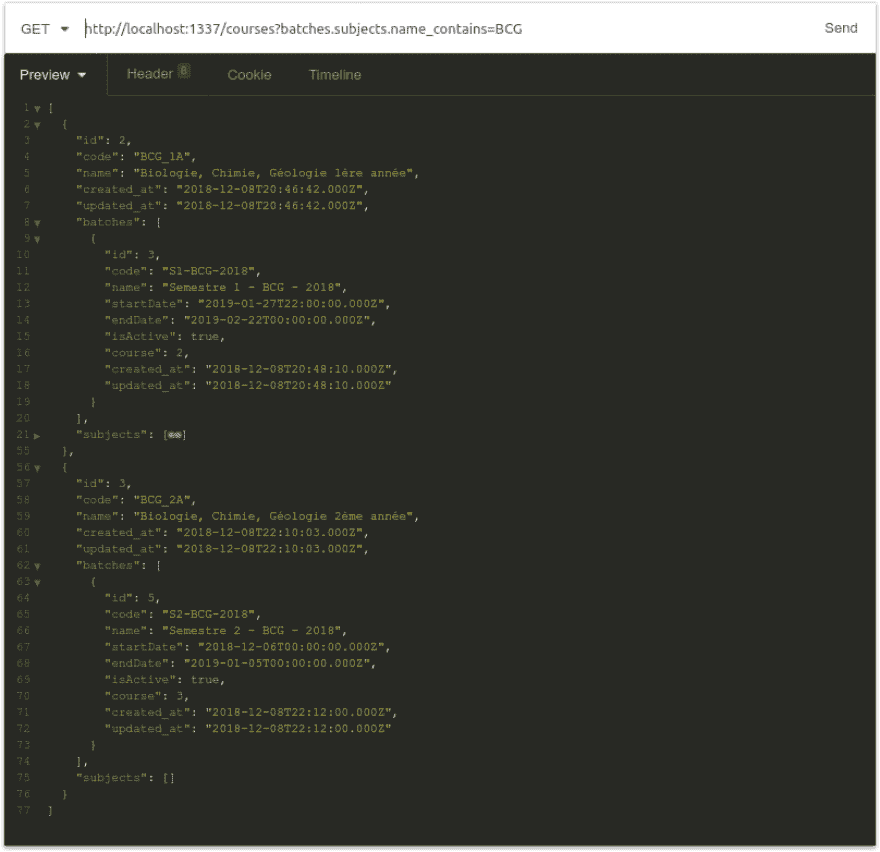 GET http://localhost:1337/courses?batches.subjects.name_contains=BCG Send
Preview Header 8 Cookie Timeline
1 [
2 {
3 "id": 2,
4 "code": "BCG_1A",
5 "name": "Biologie, Chimie, Géologie 1ère année",
6 "created_at": "2018-12-08T20:46:42.000Z",
7 "updated_at": "2018-12-08T20:46:42.000Z",
8 "batches": [
9 {
10 "id": 3,
11 "code": "S1-BCG-2018",
12 "name": "Semestre 1 - BCG - 2018",
13 "startDate": "2019-01-27T22:00:00.000Z",
14 "endDate": "2019-02-22T00:00:00.000Z",
15 "isActive": true,
16 "course": 2,
17 "created_at": "2018-12-08T20:48:10.000Z",
18 "updated_at": "2018-12-08T20:48:10.000Z"
19 }
20 ],
21 "subjects": [↔]
55 },
56 {
57 "id": 3,
58 "code": "BCG_2A",
59 "name": "Biologie, Chimie, Géologie 2ème année",
60 "created_at": "2018-12-08T22:10:03.000Z",
61 "updated_at": "2018-12-08T22:10:03.000Z",
62 "batches": [
63 {
64 "id": 5,
65 "code": "S2-BCG-2018",
66 "name": "Semestre 2 - BCG - 2018",
67 "startDate": "2018-12-06T00:00:00.000Z",
68 "endDate": "2019-01-05T00:00:00.000Z",
69 "isActive": true,
70 "course": 3,
71 "created_at": "2018-12-08T22:12:00.000Z",
72 "updated_at": "2018-12-08T22:12:00.000Z"
73 }
74 ],
75 "subjects": []
76 }
77 ]